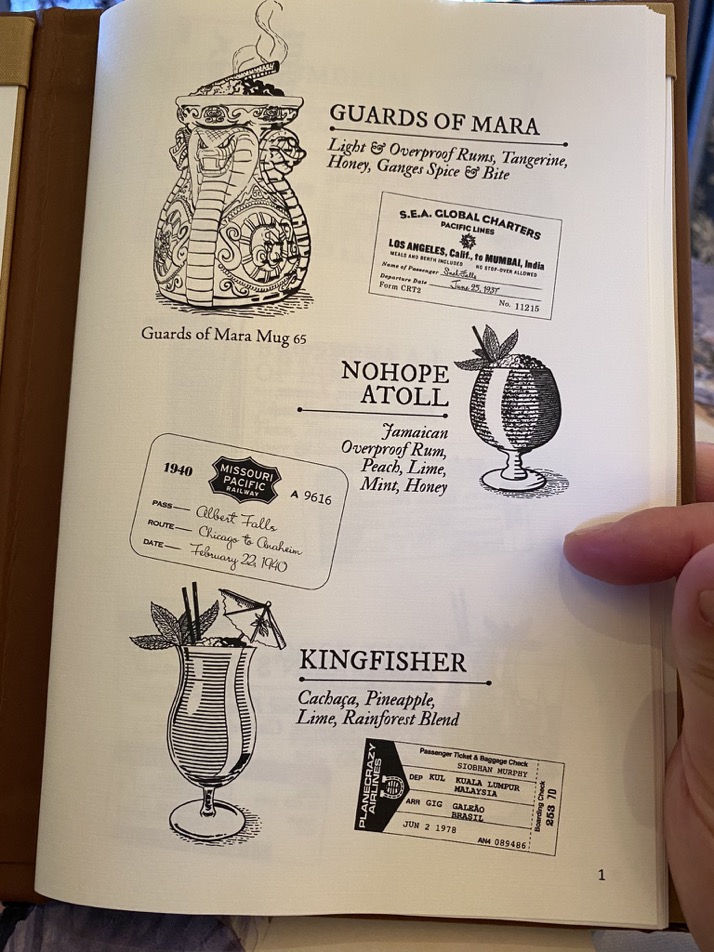 GUARDS OF MARA
Light & Overproof Rums, Tangerine,
Honey, Ganges Spice & Bite
S.E.A. GLOBAL CHARTERS
PACIFIC LINES
LOS ANGELES, Calif., to MUMBAI, India
MEALS AND BERTH INCLUDED NO STOP-OVER ALLOWED
Name of Passenger Sned Falls
Departure Date June 25, 1937
Form CRT2 No. 11215
Guards of Mara Mug 65
NOHOPE
ATOLL
Jamaican
Overproof Rum,
Peach, Lime,
Mint, Honey
1940 MISSOURI
PACIFIC
RAILWAY
A 9616
PASS— Albert Falls
ROUTE— Chicago to Anaheim
DATE— February 22, 1940
KINGFISHER
Cachaça, Pineapple,
Lime, Rainforest Blend
PLANECRAZY
AIRLINES
Passenger Ticket & Baggage Check
SIOBHAN MURPHY
DEP KUL KUALA LUMPUR
MALAYSIA
ARR GIG GALEÃO
BRASIL
JUN 2 1978
AN4 089486
Boarding Check
253 70
1